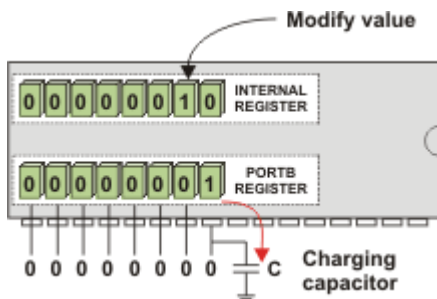 Modify value
0 0 0 0 0 0 1 0
INTERNAL
REGISTER
0 0 0 0 0 0 0 1
PORTB
REGISTER
0 0 0 0 0 0 0 0
C
Charging
capacitor